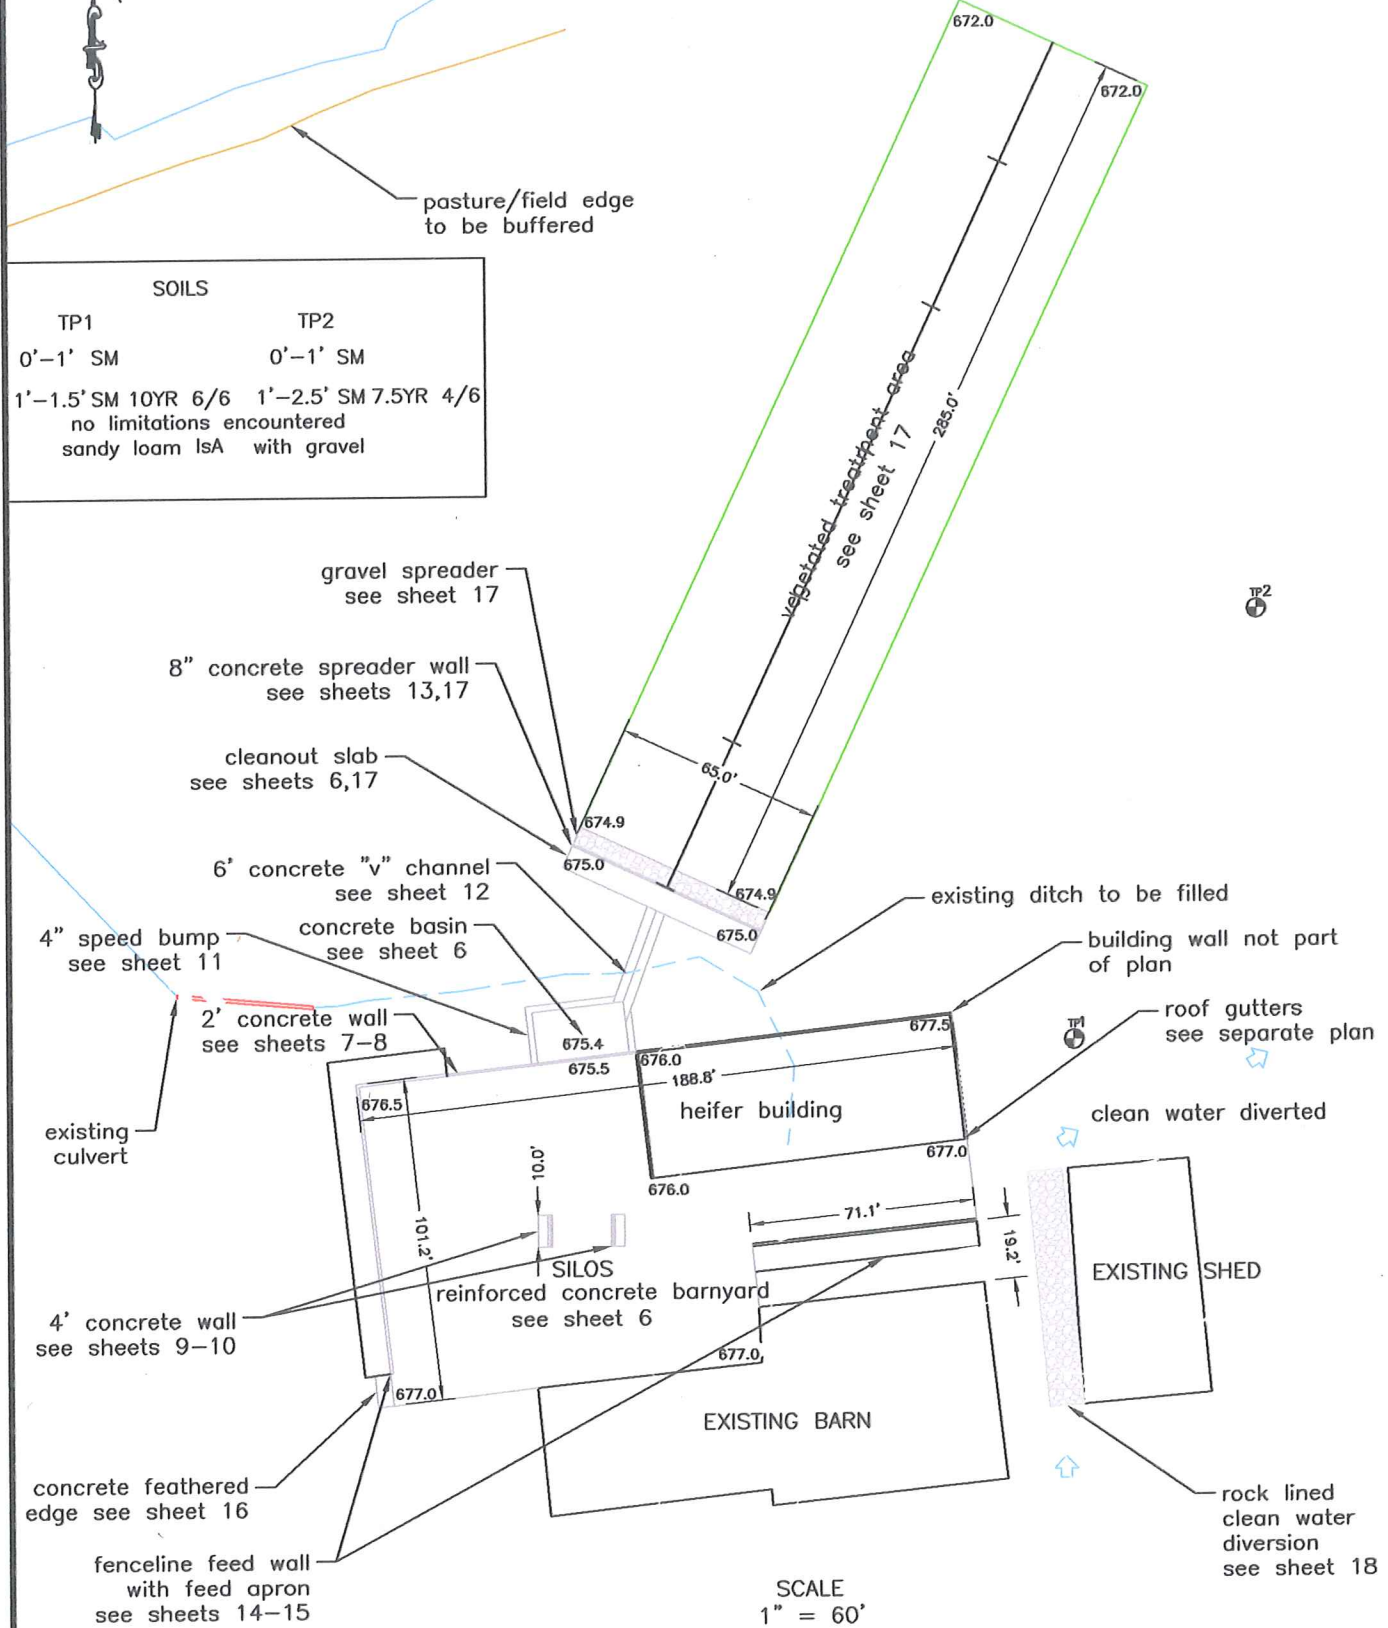 672.0
672.0
pasture/field edge
to be buffered
SOILS
TP1 TP2
0'-1' SM 0'-1' SM
1'-1.5' SM 10YR 6/6 1'-2.5' SM 7.5YR 4/6
no limitations encountered
sandy loam IsA with gravel
vegetated treatment area
see sheet 17
285.0'
TP2
gravel spreader
see sheet 17
8" concrete spreader wall
see sheets 13,17
cleanout slab
see sheets 6,17
65.0'
674.9
675.0
674.9
675.0
6' concrete "v" channel
see sheet 12
existing ditch to be filled
4" speed bump
see sheet 11
concrete basin
see sheet 6
building wall not part
of plan
2' concrete wall
see sheets 7-8
675.4
675.5
676.0
677.5
TP1
roof gutters
see separate plan
188.8'
676.5
heifer building
clean water diverted
existing
culvert
677.0
676.0
10.0'
71.1'
101.2'
19.2'
SILOS
reinforced concrete barnyard
see sheet 6
EXISTING SHED
4' concrete wall
see sheets 9-10
677.0
677.0
EXISTING BARN
concrete feathered
edge see sheet 16
rock lined
clean water
diversion
see sheet 18
fenceline feed wall
with feed apron
see sheets 14-15
SCALE
1" = 60'